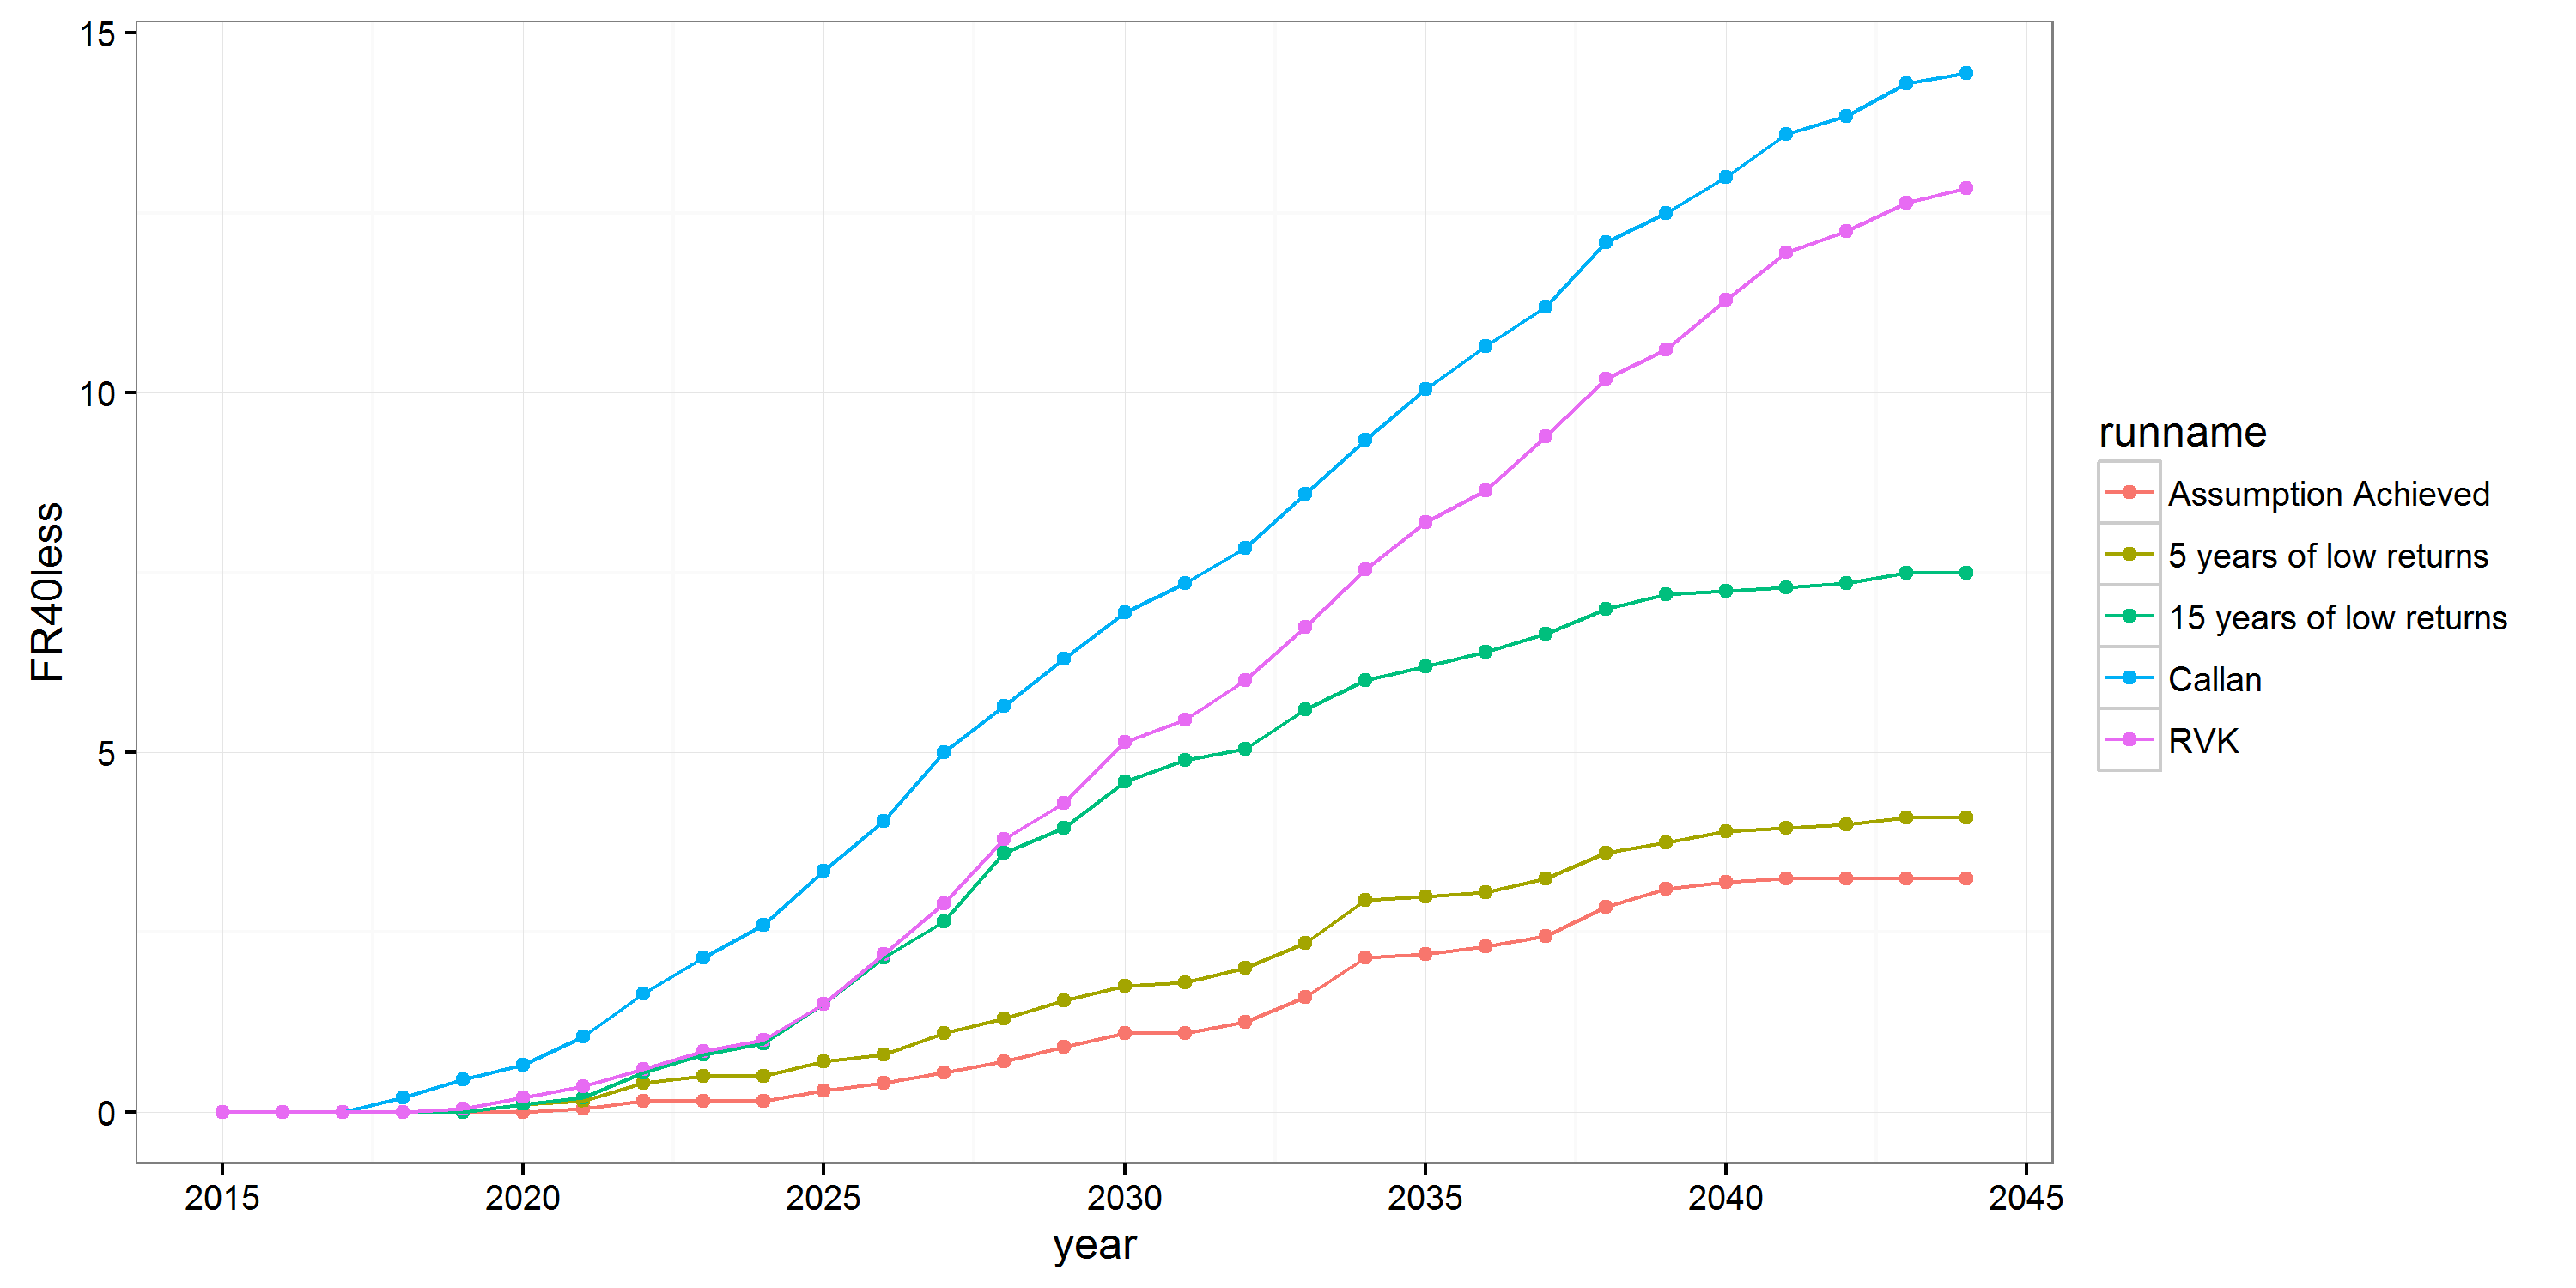 15
10
5
0
FR40less
2015 2020 2025 2030 2035 2040 2045
year
runname
Assumption Achieved
5 years of low returns
15 years of low returns
Callan
RVK